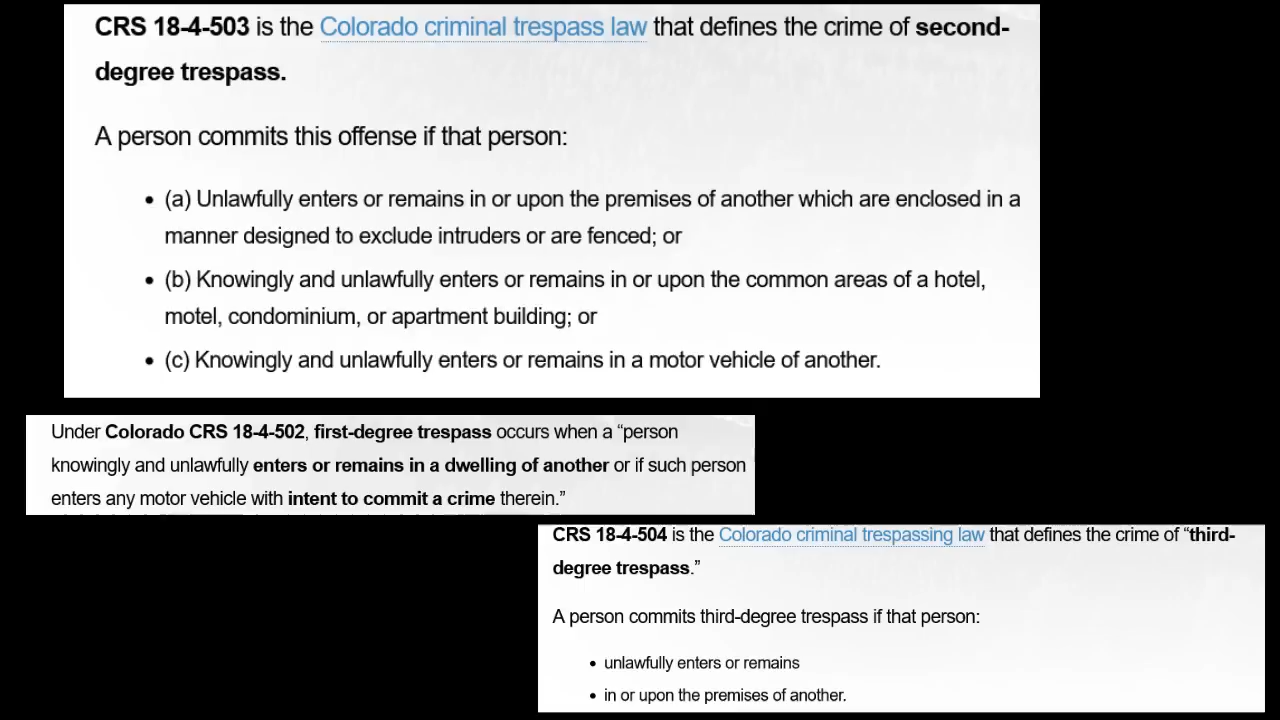 CRS 18-4-503 is the Colorado criminal trespass law that defines the crime of second-
degree trespass.
A person commits this offense if that person:
• (a) Unlawfully enters or remains in or upon the premises of another which are enclosed in a
manner designed to exclude intruders or are fenced; or
• (b) Knowingly and unlawfully enters or remains in or upon the common areas of a hotel,
motel, condominium, or apartment building; or
• (c) Knowingly and unlawfully enters or remains in a motor vehicle of another.
Under Colorado CRS 18-4-502, first-degree trespass occurs when a “person
knowingly and unlawfully enters or remains in a dwelling of another or if such person
enters any motor vehicle with intent to commit a crime therein.”
CRS 18-4-504 is the Colorado criminal trespassing law that defines the crime of “third-
degree trespass.”
A person commits third-degree trespass if that person:
• unlawfully enters or remains
• in or upon the premises of another.